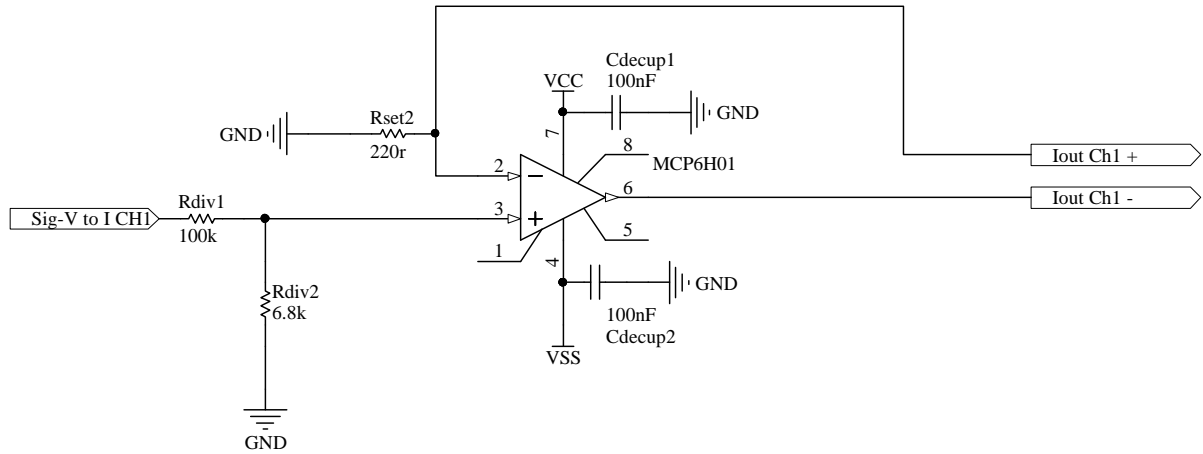 Cdecup1
100nF
VCC
GND
Rset2
GND
220r
7
8
MCP6H01
2
Iout Ch1 +
6
Iout Ch1 -
3
Rdiv1
Sig-V to I CH1
100k
5
1
4
GND
Rdiv2
6.8k
100nF
Cdecup2
VSS
GND